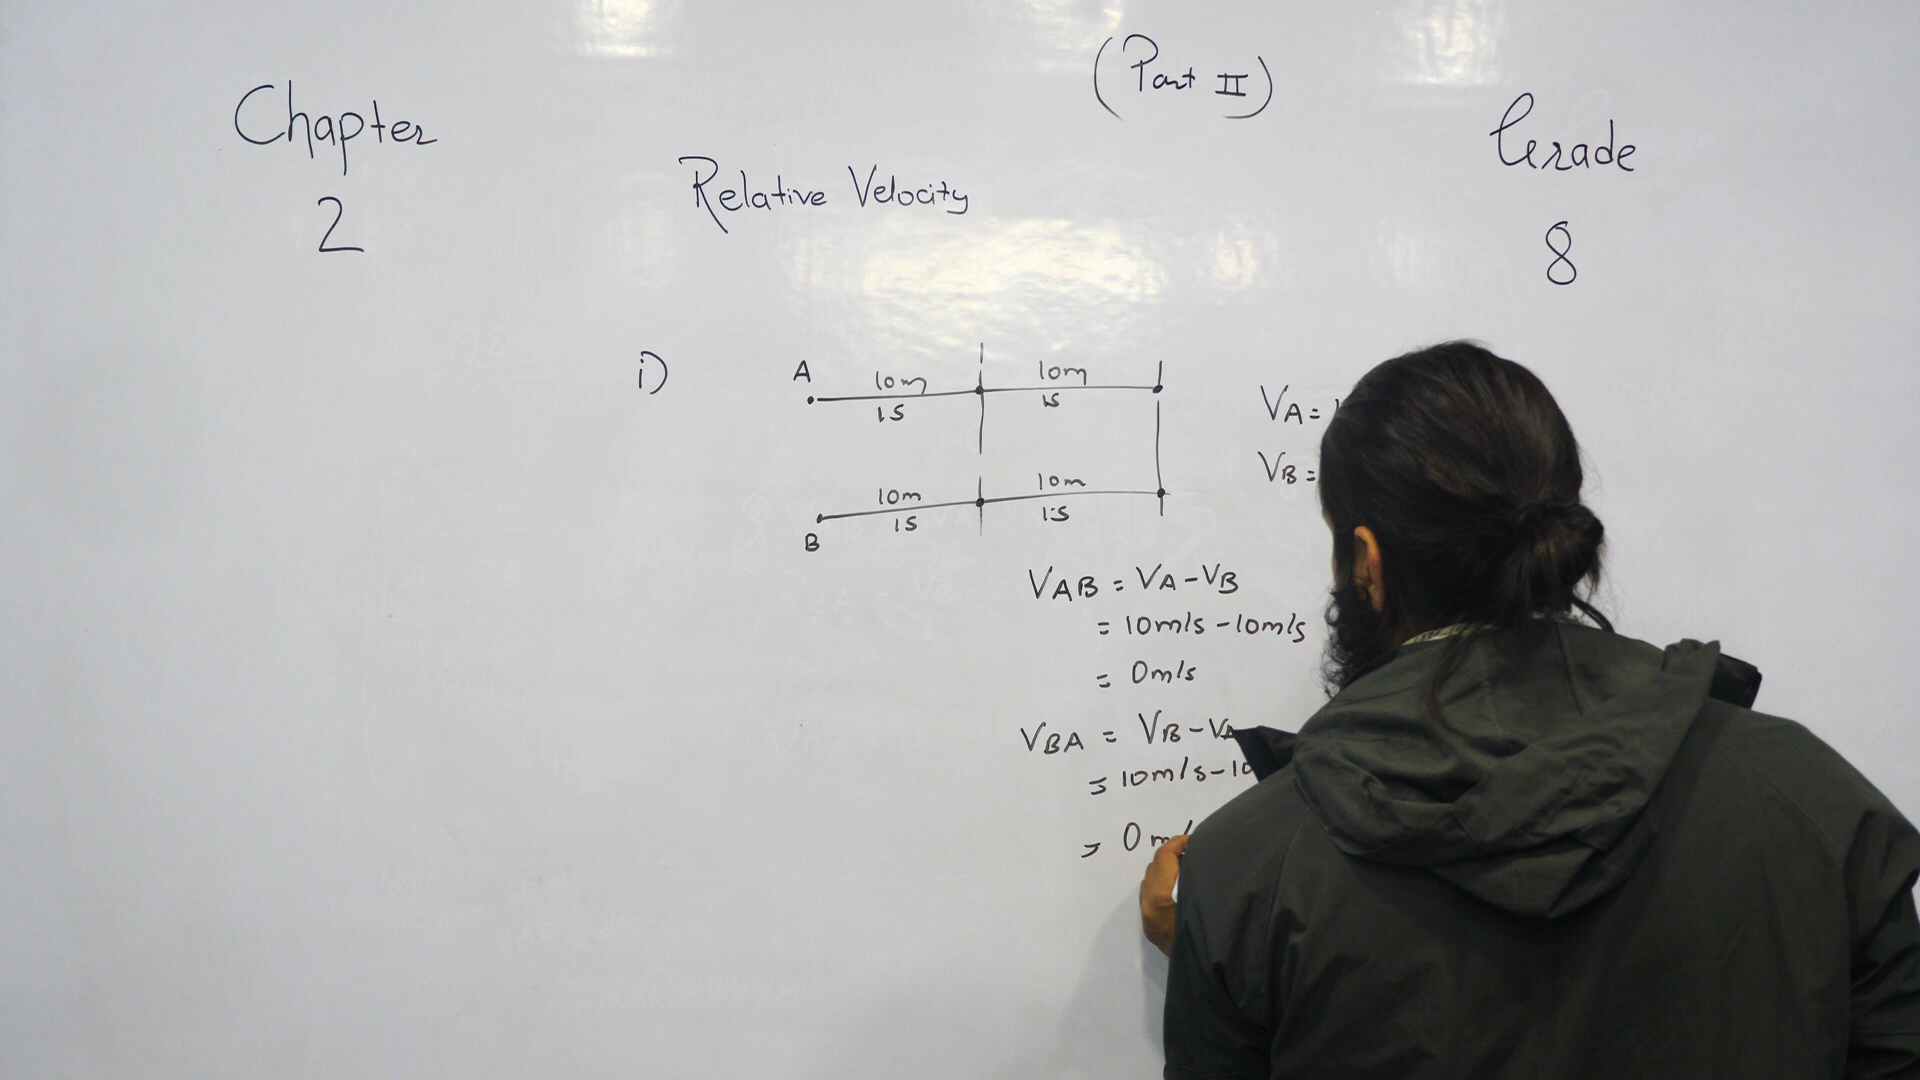 (Part II)
Chapter
2
Grade
8
Relative Velocity
i)
A
10m
10m
1s
1s
VA =
VB =
10m
10m
1s
1s
B
VAB = VA - VB
= 10m/s - 10m/s
= 0m/s
VBA = VB - VA
= 10m/s - 10
= 0m/